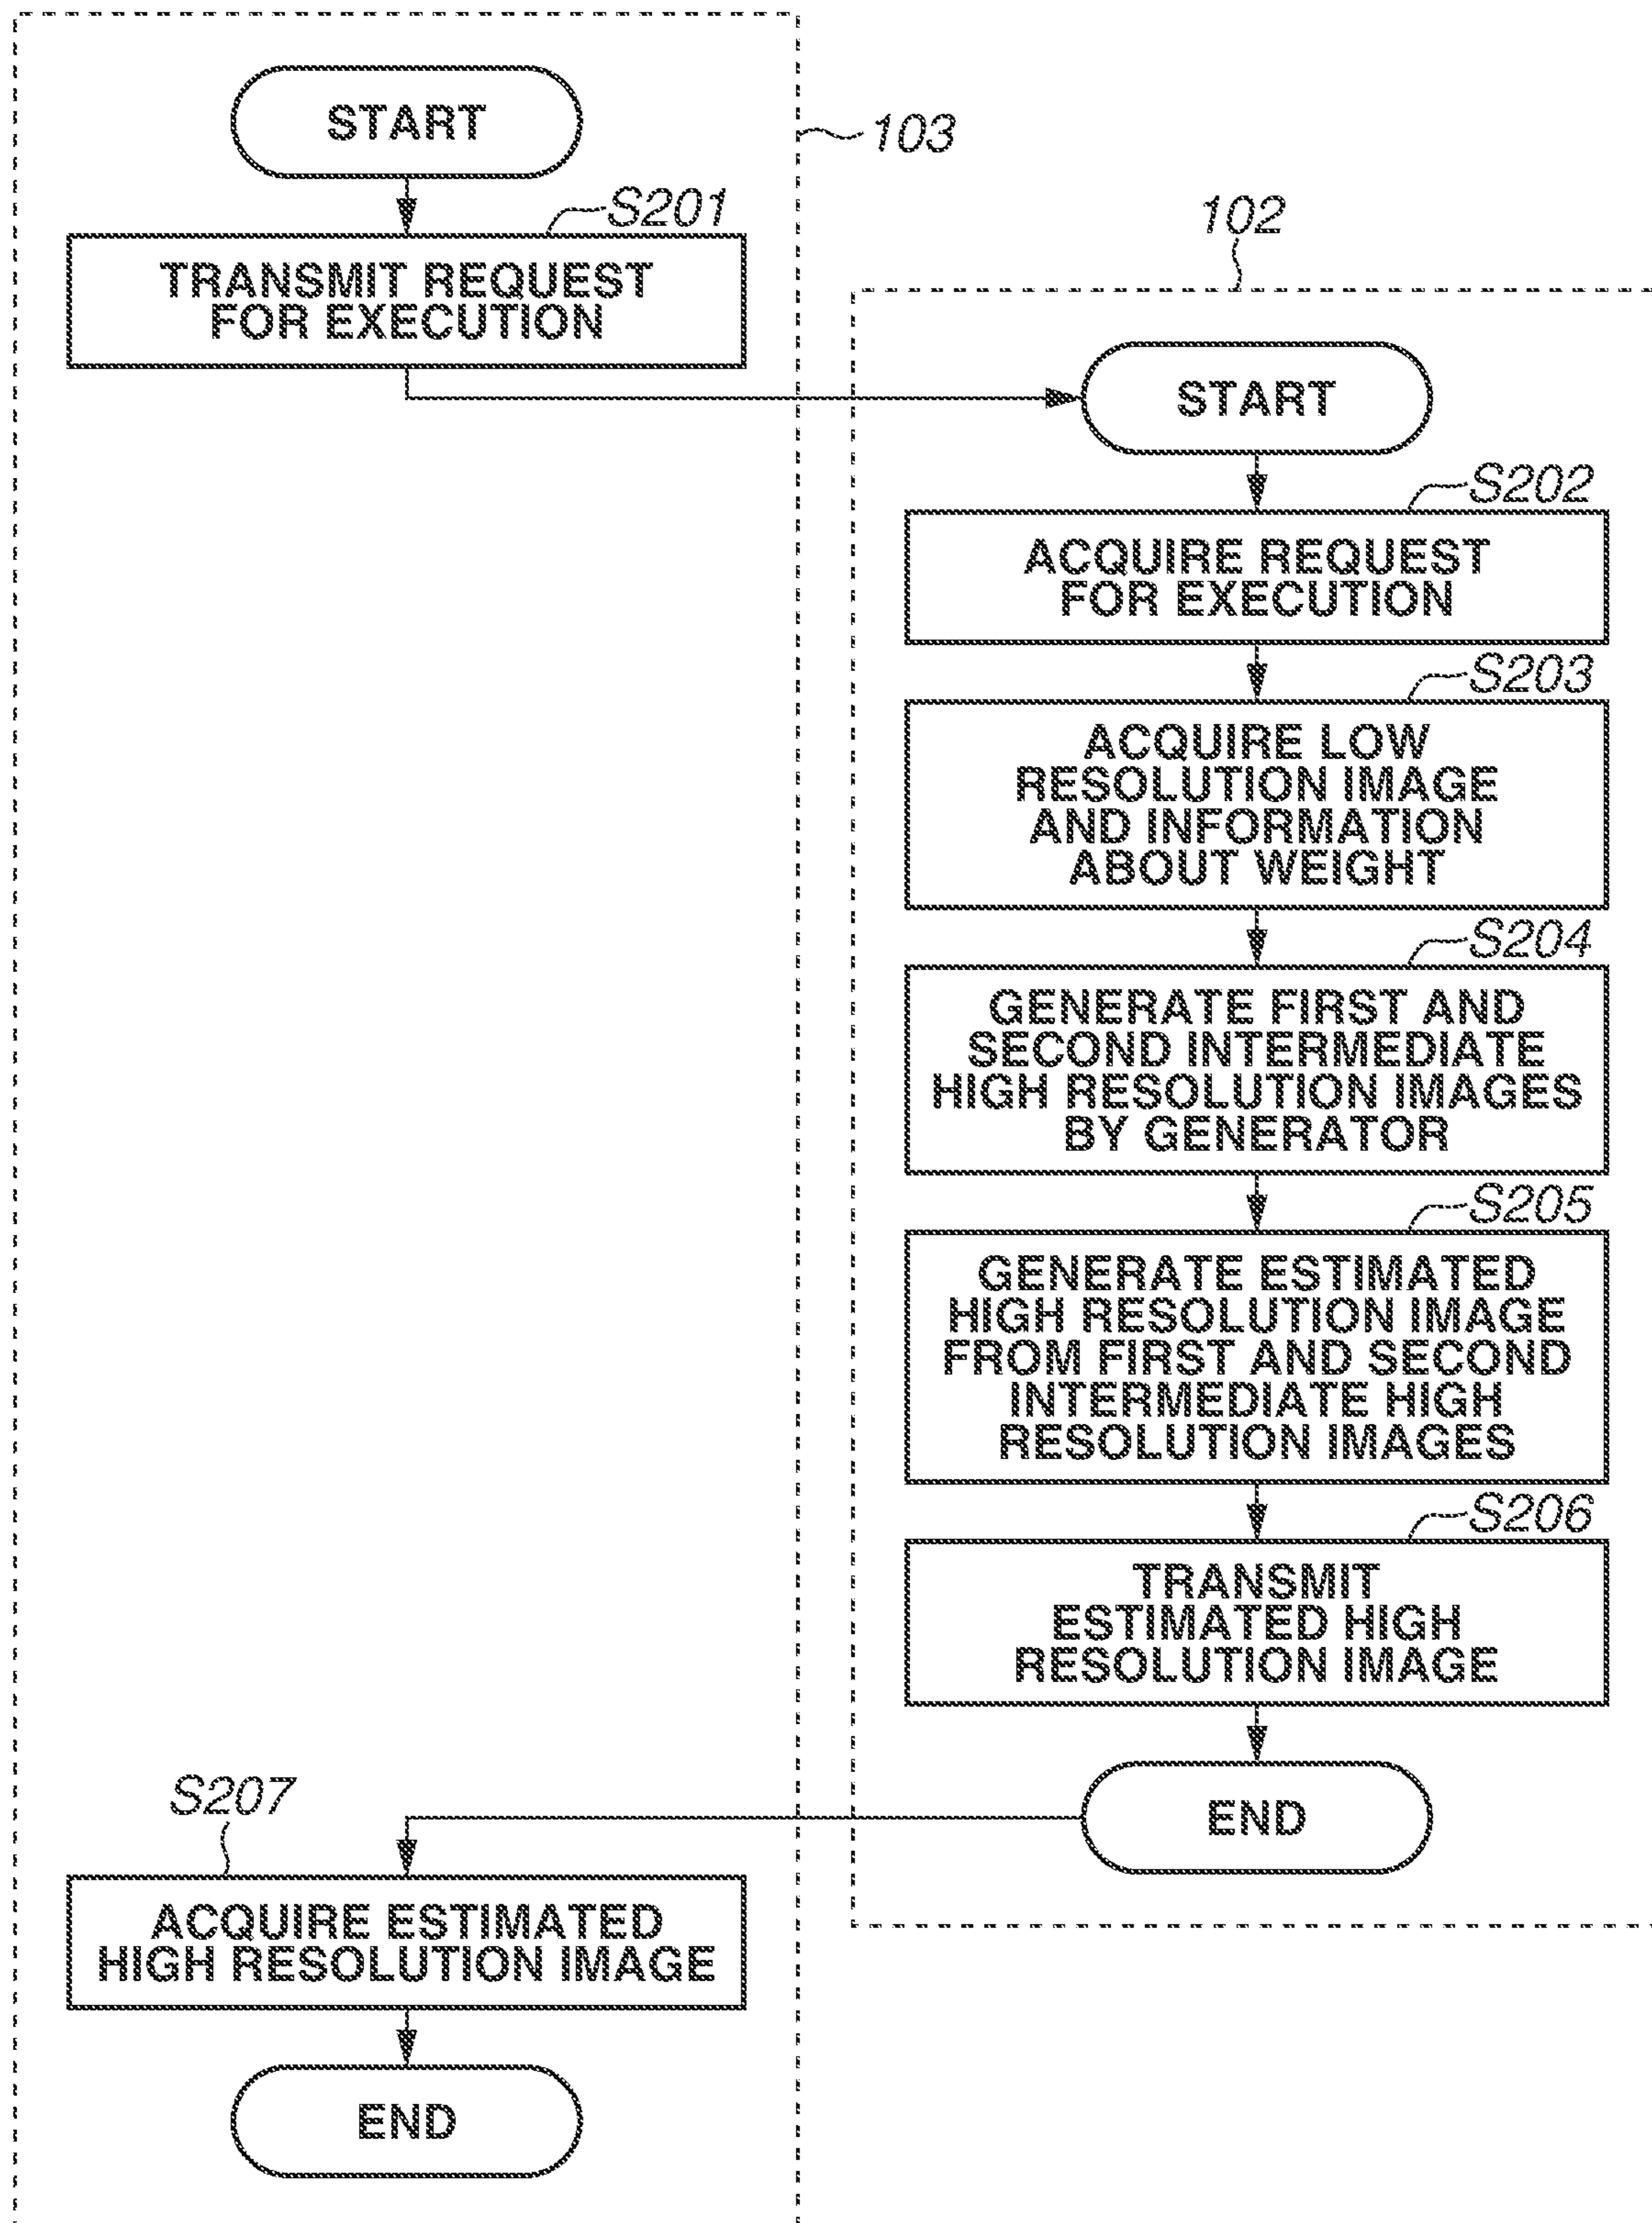 START
103
S201
TRANSMIT REQUEST
FOR EXECUTION
102
START
S202
ACQUIRE REQUEST
FOR EXECUTION
S203
ACQUIRE LOW
RESOLUTION IMAGE
AND INFORMATION
ABOUT WEIGHT
S204
GENERATE FIRST AND
SECOND INTERMEDIATE
HIGH RESOLUTION IMAGES
BY GENERATOR
S205
GENERATE ESTIMATED
HIGH RESOLUTION IMAGE
FROM FIRST AND SECOND
INTERMEDIATE HIGH
RESOLUTION IMAGES
S206
TRANSMIT
ESTIMATED HIGH
RESOLUTION IMAGE
END
S207
ACQUIRE ESTIMATED
HIGH RESOLUTION IMAGE
END